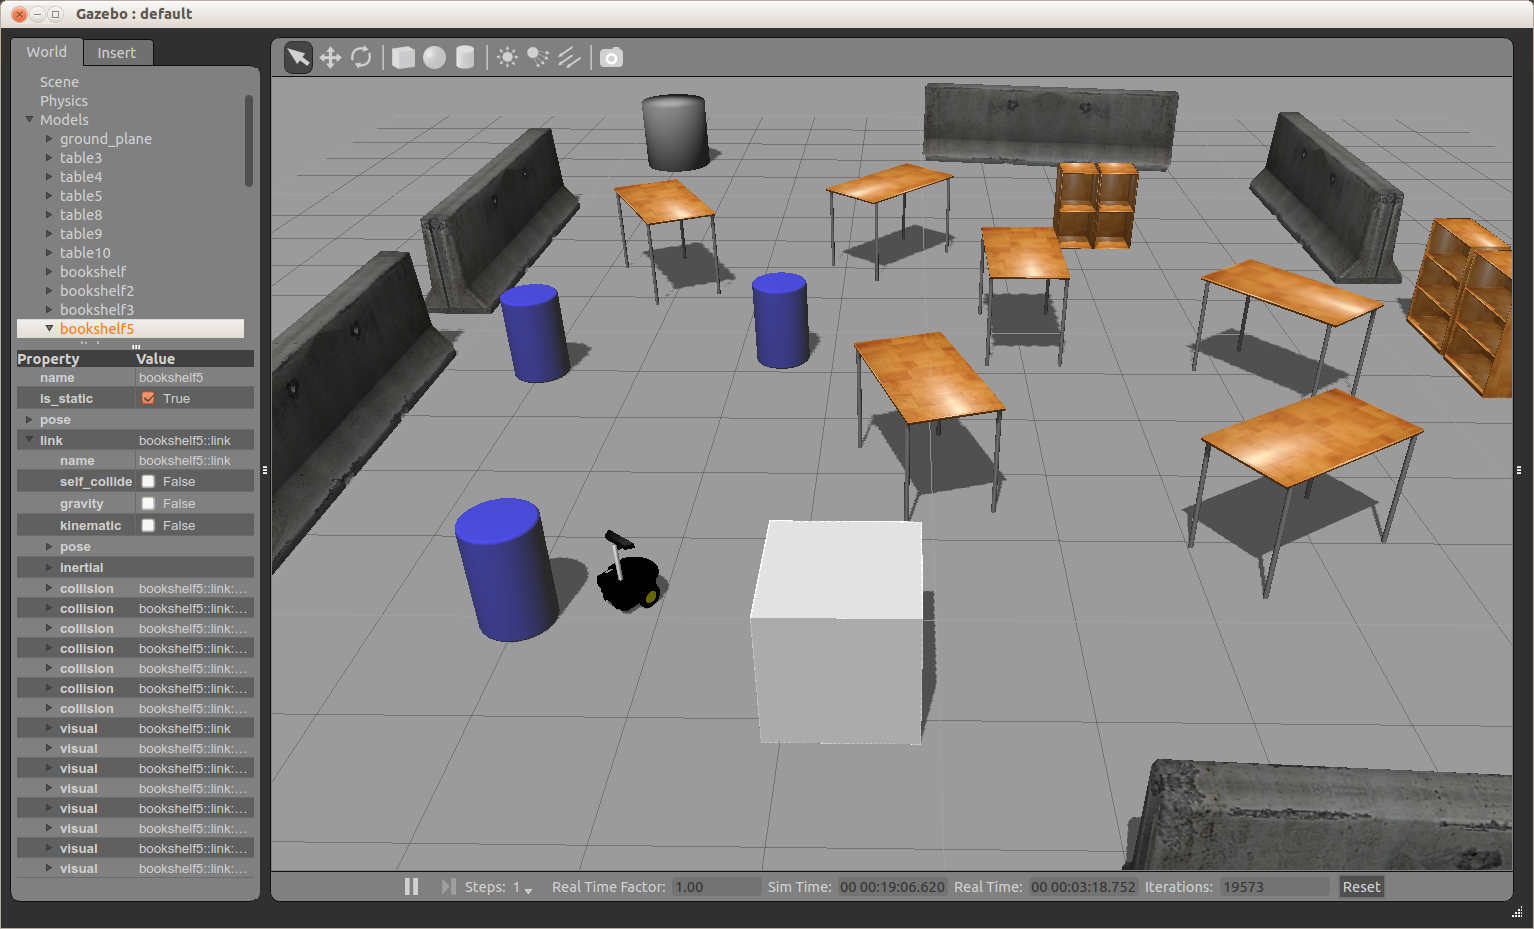 Gazebo : default
World Insert
Scene
Physics
Models
ground_plane
table3
table4
table5
table8
table9
table10
bookshelf
bookshelf2
bookshelf3
bookshelf5
Property Value
name bookshelf5
is_static True
pose
link bookshelf5::link
name bookshelf5::link
self_collide False
gravity False
kinematic False
pose
inertial
collision bookshelf5::link:...
collision bookshelf5::link:...
collision bookshelf5::link:...
collision bookshelf5::link:...
collision bookshelf5::link:...
collision bookshelf5::link:...
collision bookshelf5::link:...
visual bookshelf5::link
visual bookshelf5::link:...
visual bookshelf5::link:...
visual bookshelf5::link:...
visual bookshelf5::link:...
visual bookshelf5::link:...
visual bookshelf5::link:...
visual bookshelf5::link:...
Steps: 1 Real Time Factor: 1.00 Sim Time: 00 00:19:06.620 Real Time: 00 00:03:18.752 Iterations: 19573 Reset